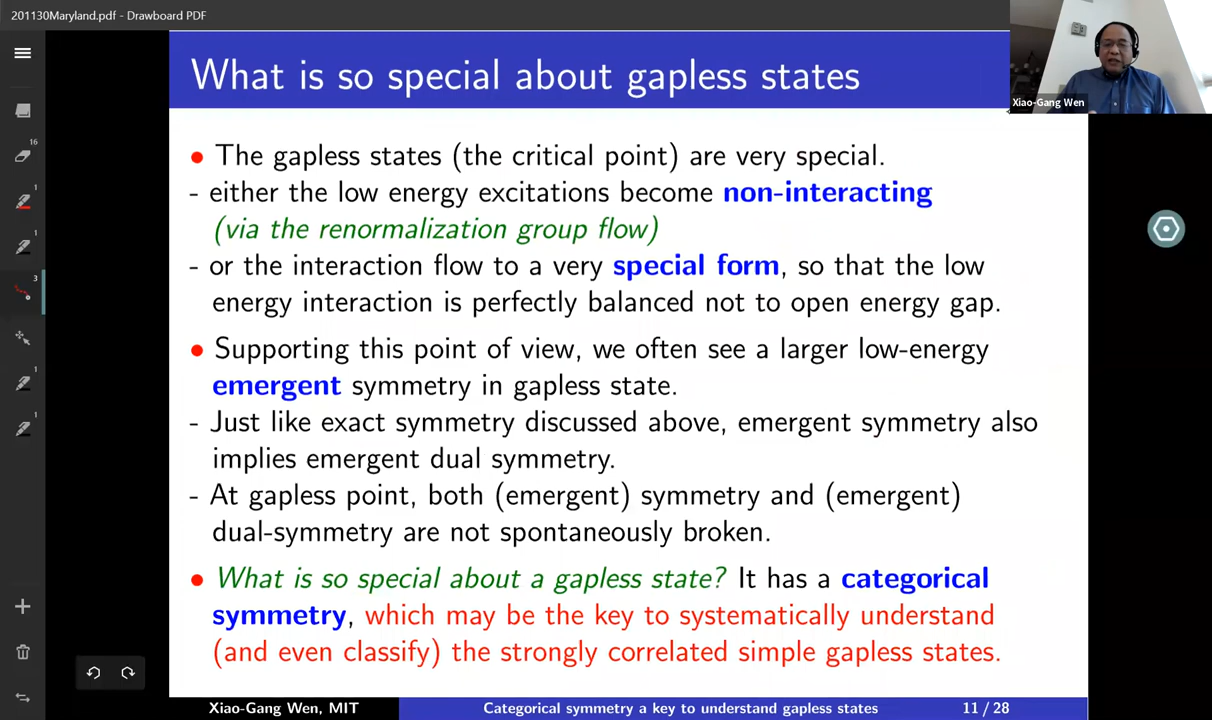 201130Maryland.pdf - Drawboard PDF
What is so special about gapless states
Xiao-Gang Wen
• The gapless states (the critical point) are very special.
- either the low energy excitations become non-interacting
(via the renormalization group flow)
- or the interaction flow to a very special form, so that the low
energy interaction is perfectly balanced not to open energy gap.
• Supporting this point of view, we often see a larger low-energy
emergent symmetry in gapless state.
- Just like exact symmetry discussed above, emergent symmetry also
implies emergent dual symmetry.
- At gapless point, both (emergent) symmetry and (emergent)
dual-symmetry are not spontaneously broken.
• What is so special about a gapless state? It has a categorical
symmetry, which may be the key to systematically understand
(and even classify) the strongly correlated simple gapless states.
16
1
1
3
1
1
Xiao-Gang Wen, MIT
Categorical symmetry a key to understand gapless states
11 / 28